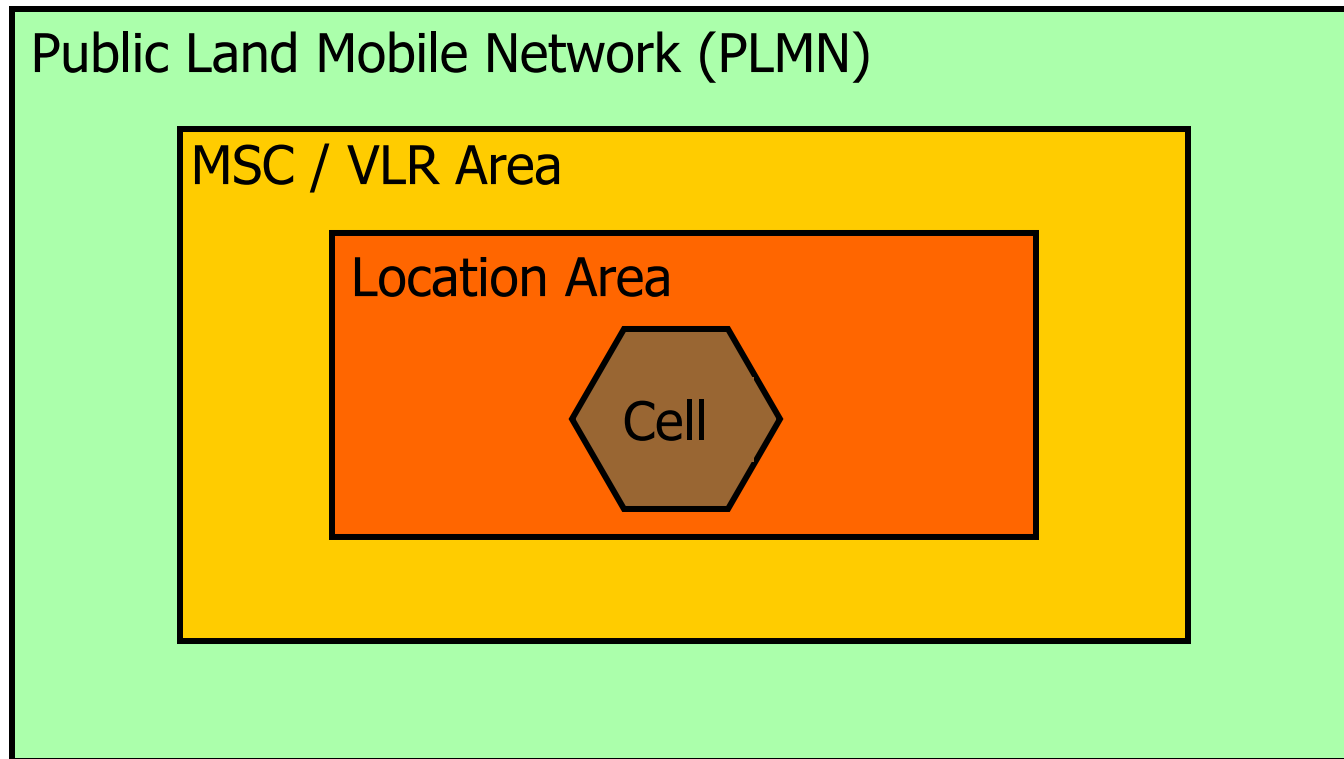 Public Land Mobile Network (PLMN)
MSC / VLR Area
Location Area
Cell